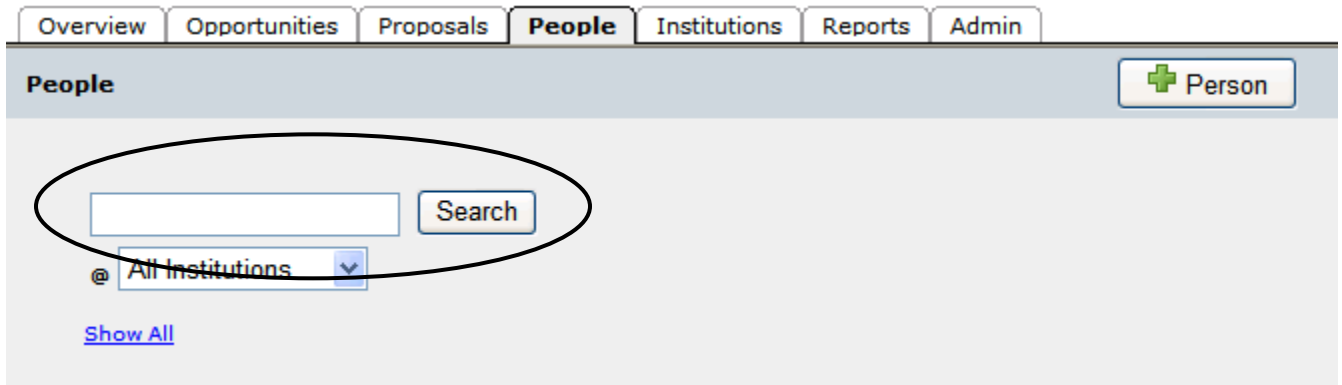 Overview Opportunities Proposals People Institutions Reports Admin
People Person
Search
@ All Institutions
Show All